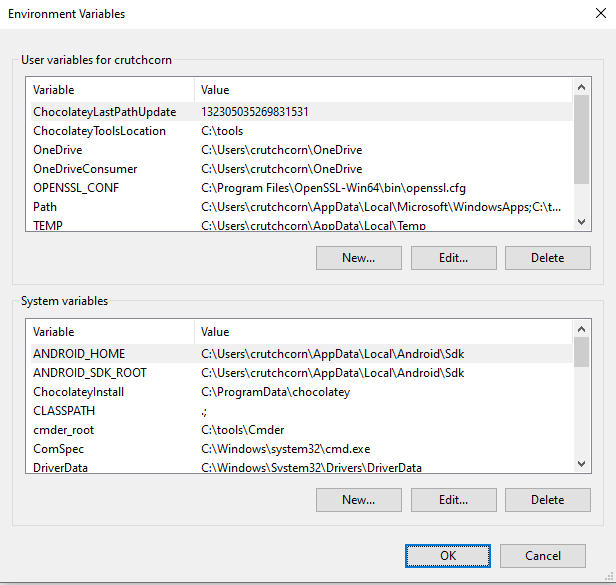 Environment Variables
User variables for crutchcorn
Variable Value
ChocolateyLastPathUpdate 132305035269831531
ChocolateyToolsLocation C:\tools
OneDrive C:\Users\crutchcorn\OneDrive
OneDriveConsumer C:\Users\crutchcorn\OneDrive
OPENSSL_CONF C:\Program Files\OpenSSL-Win64\bin\openssl.cfg
Path C:\Users\crutchcorn\AppData\Local\Microsoft\WindowsApps;C:\t...
TEMP C:\Users\crutchcorn\AppData\Local\Temp
New... Edit... Delete
System variables
Variable Value
ANDROID_HOME C:\Users\crutchcorn\AppData\Local\Android\Sdk
ANDROID_SDK_ROOT C:\Users\crutchcorn\AppData\Local\Android\Sdk
ChocolateyInstall C:\ProgramData\chocolatey
CLASSPATH .;
cmder_root C:\tools\Cmder
ComSpec C:\Windows\system32\cmd.exe
DriverData C:\Windows\System32\Drivers\DriverData
New... Edit... Delete
OK Cancel